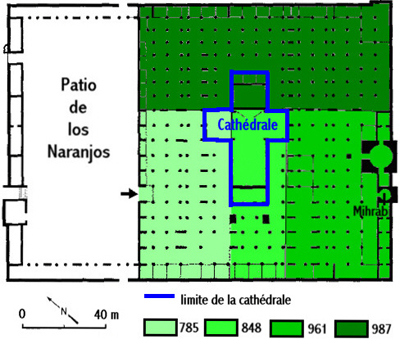 Patio
de
los
Naranjos
Cathédrale
Mihrab
N
0 40 m
limite de la cathédrale
785 848 961 987